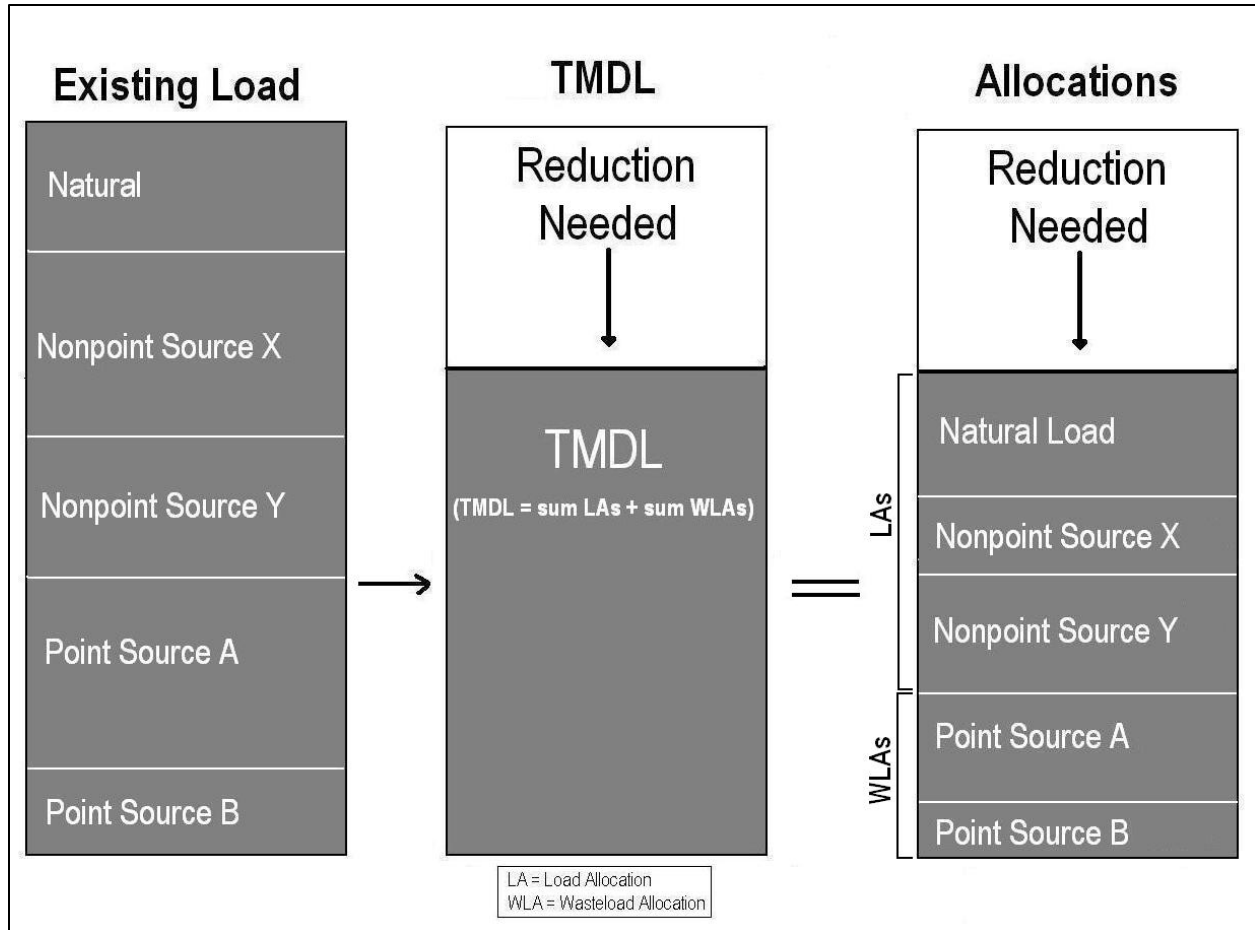 Existing Load
Natural
Nonpoint Source X
Nonpoint Source Y
Point Source A
Point Source B
TMDL
Reduction
Needed
TMDL
(TMDL = sum LAs + sum WLAs)
Allocations
Reduction
Needed
LAs
Natural Load
Nonpoint Source X
Nonpoint Source Y
WLAs
Point Source A
Point Source B
LA = Load Allocation
WLA = Wasteload Allocation